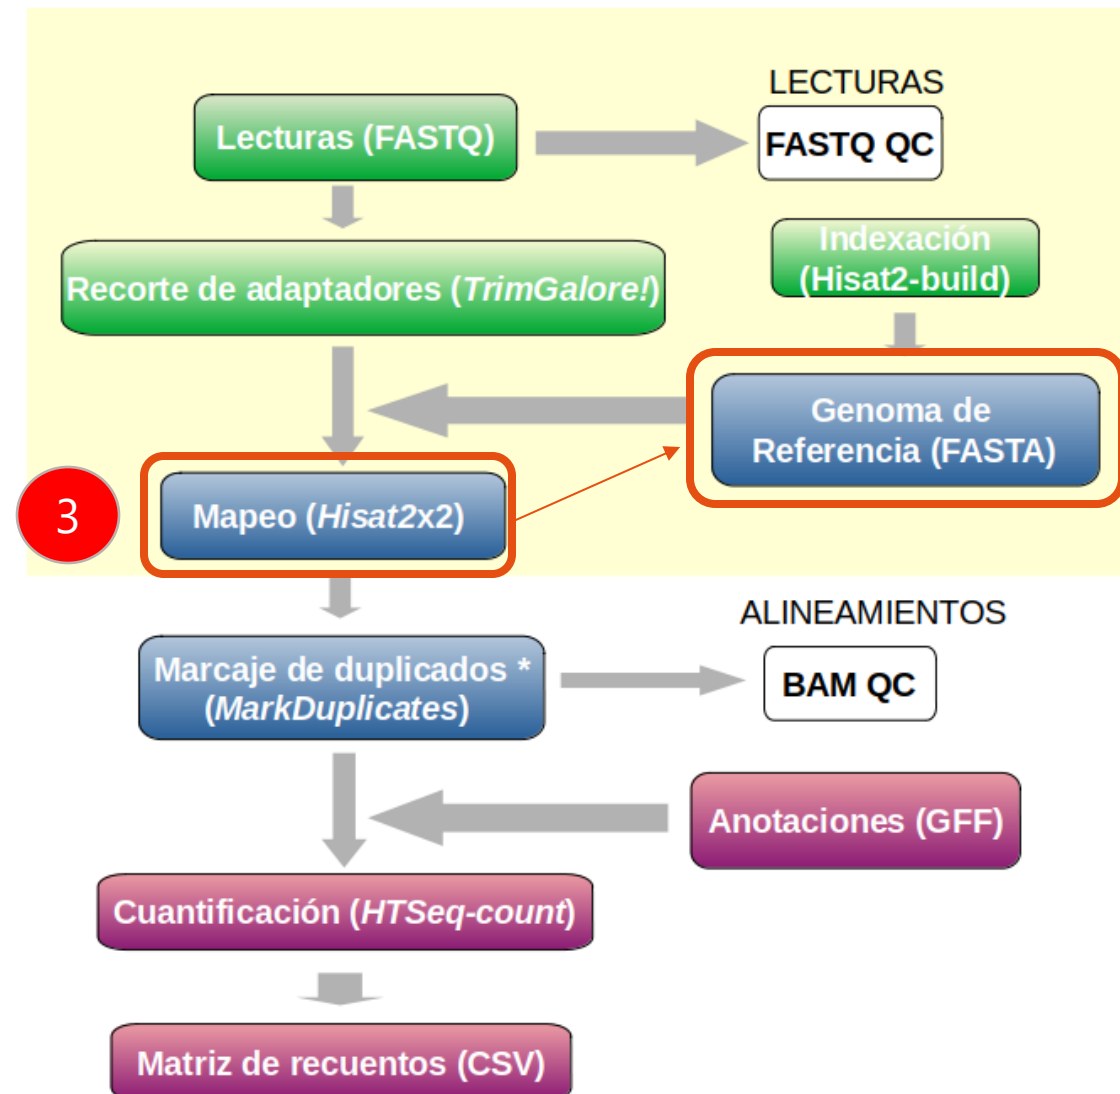 LECTURAS
Lecturas (FASTQ)
FASTQ QC
Indexación
(Hisat2-build)
Recorte de adaptadores (TrimGalore!)
Genoma de
Referencia (FASTA)
3
Mapeo (Hisat2x2)
ALINEAMIENTOS
Marcaje de duplicados *
(MarkDuplicates)
BAM QC
Anotaciones (GFF)
Cuantificación (HTSeq-count)
Matriz de recuentos (CSV)